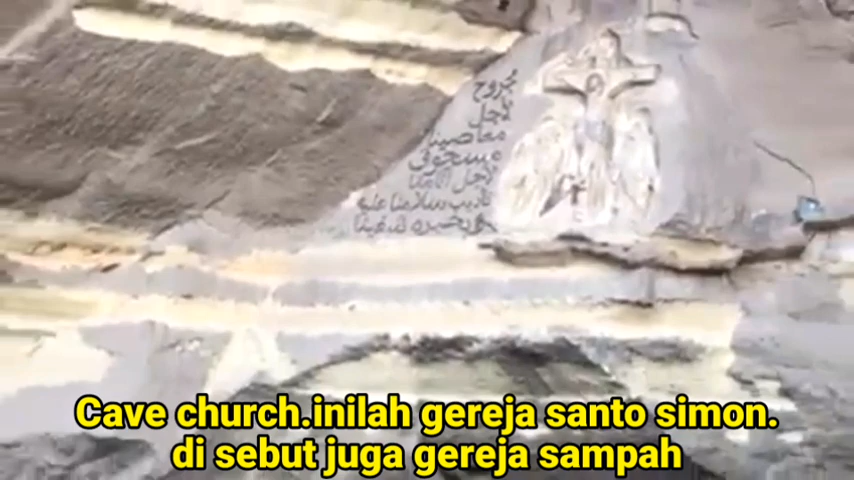 مجروح
لأجل
معاصينا
مسحوق
لأجل آثامنا
تأديب سلامنا عليه
وبحبره شفينا
Cave church.inilah gereja santo simon.
di sebut juga gereja sampah